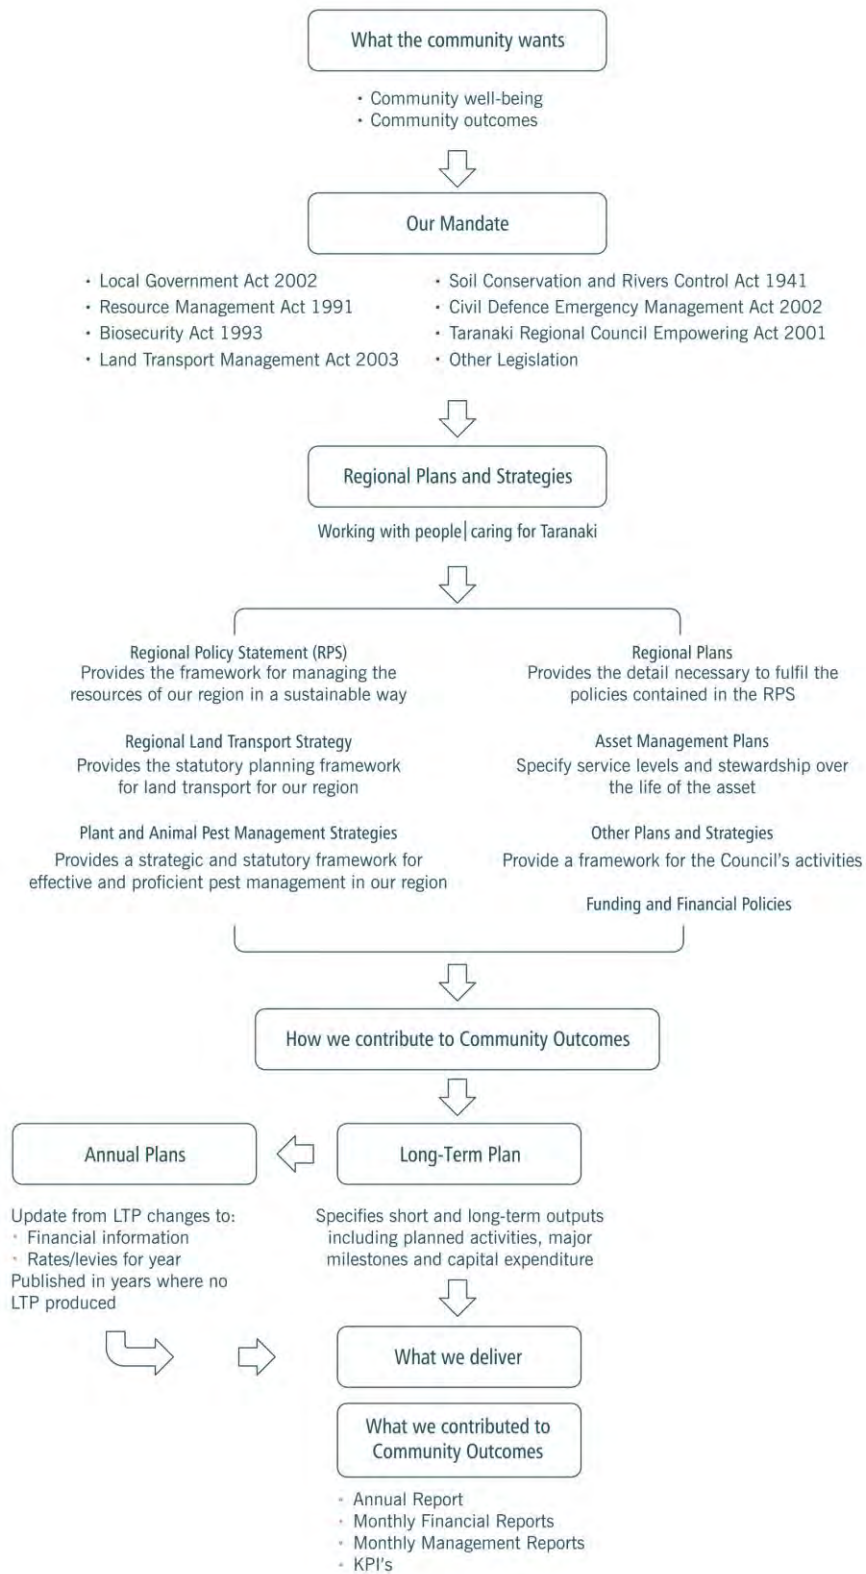 What the community wants
• Community well-being
• Community outcomes
Our Mandate
• Local Government Act 2002
• Resource Management Act 1991
• Biosecurity Act 1993
• Land Transport Management Act 2003
• Soil Conservation and Rivers Control Act 1941
• Civil Defence Emergency Management Act 2002
• Taranaki Regional Council Empowering Act 2001
• Other Legislation
Regional Plans and Strategies
Working with people | caring for Taranaki
Regional Policy Statement (RPS)
Provides the framework for managing the
resources of our region in a sustainable way
Regional Land Transport Strategy
Provides the statutory planning framework
for land transport for our region
Plant and Animal Pest Management Strategies
Provides a strategic and statutory framework for
effective and proficient pest management in our region
Regional Plans
Provides the detail necessary to fulfil the
policies contained in the RPS
Asset Management Plans
Specify service levels and stewardship over
the life of the asset
Other Plans and Strategies
Provide a framework for the Council's activities
Funding and Financial Policies
How we contribute to Community Outcomes
Annual Plans
Update from LTP changes to:
• Financial information
• Rates/levies for year
Published in years where no
LTP produced
Long-Term Plan
Specifies short and long-term outputs
including planned activities, major
milestones and capital expenditure
What we deliver
What we contributed to
Community Outcomes
• Annual Report
• Monthly Financial Reports
• Monthly Management Reports
• KPI's